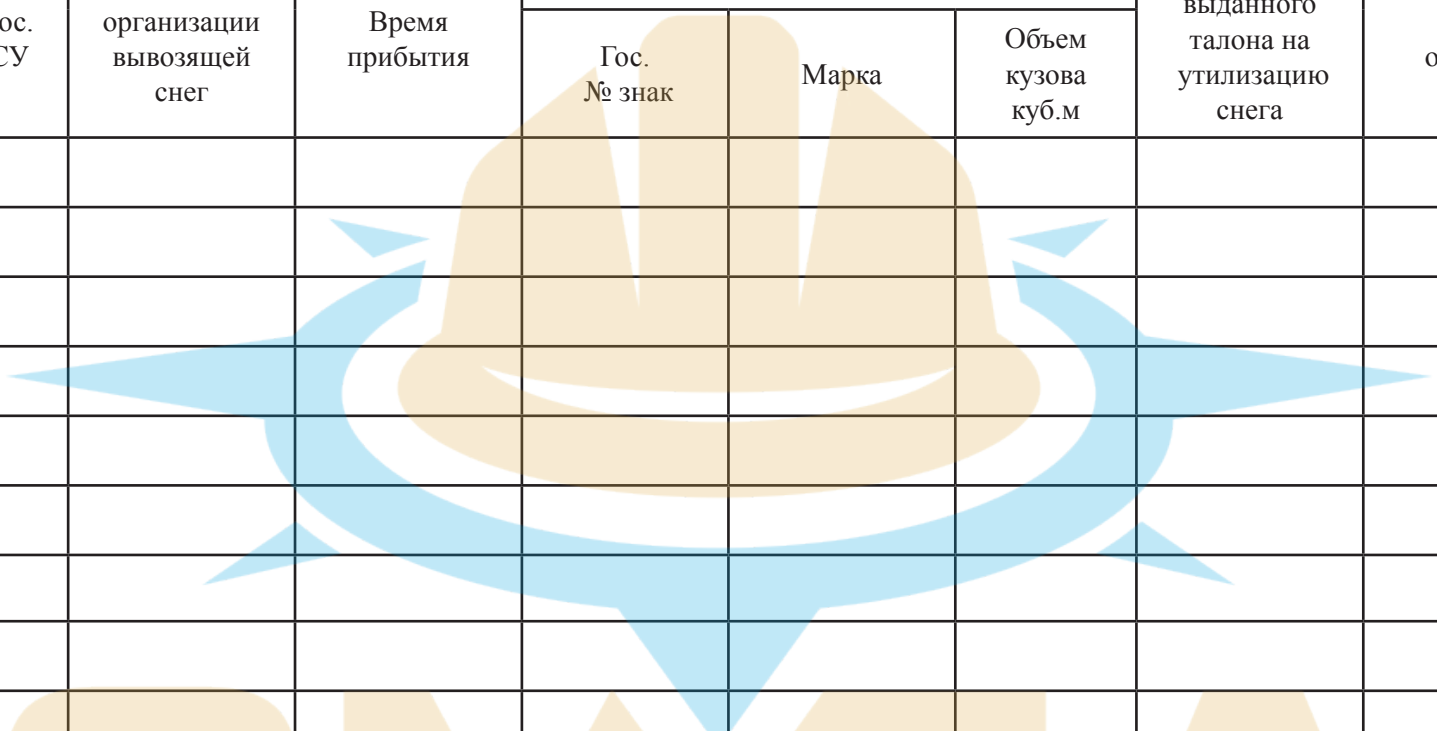 организации
вывозящей
снег
Время
прибытия
Гос.
№ знак
Марка
Объем
кузова
куб.м
выданного
талона на
утилизацию
снега